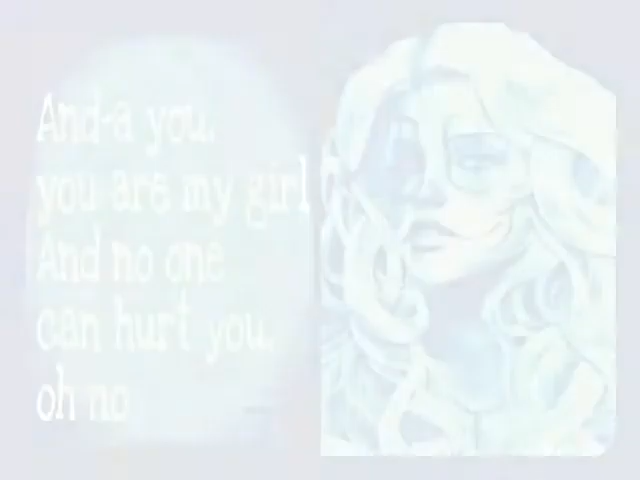 And-a you,
you are my girl
And no one
can hurt you,
oh no